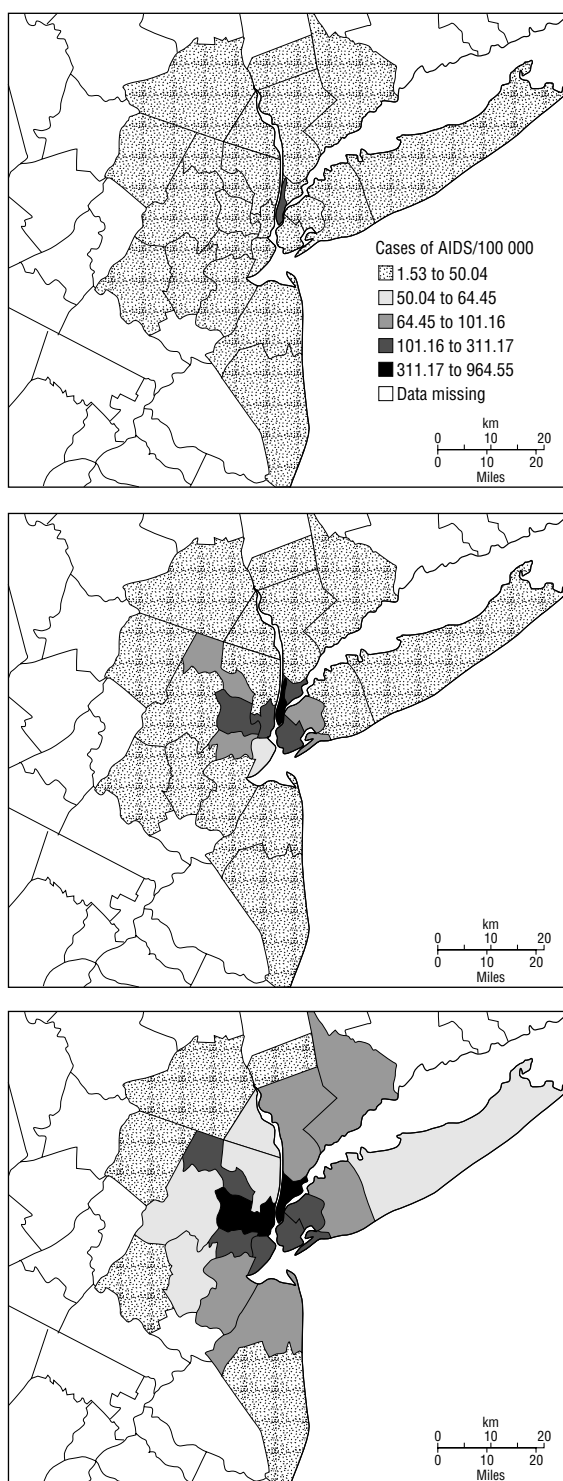 Cases of AIDS/100 000
1.53 to 50.04
50.04 to 64.45
64.45 to 101.16
101.16 to 311.17
311.17 to 964.55
Data missing
km
0 10 20
0 10 20
Miles
km
0 10 20
0 10 20
Miles
km
0 10 20
0 10 20
Miles